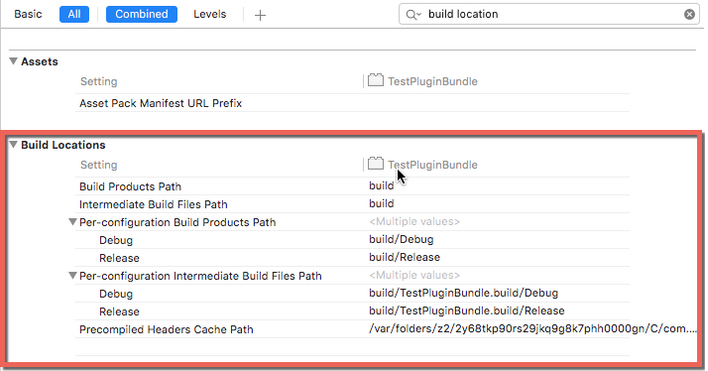 Basic All Combined Levels + build location
Assets
Setting TestPluginBundle
Asset Pack Manifest URL Prefix
Build Locations
Setting TestPluginBundle
Build Products Path build
Intermediate Build Files Path build
Per-configuration Build Products Path <Multiple values>
Debug build/Debug
Release build/Release
Per-configuration Intermediate Build Files Path <Multiple values>
Debug build/TestPluginBundle.build/Debug
Release build/TestPluginBundle.build/Release
Precompiled Headers Cache Path /var/folders/z2/2y68tkp90rs29jkq9g8k7phh0000gn/C/com....